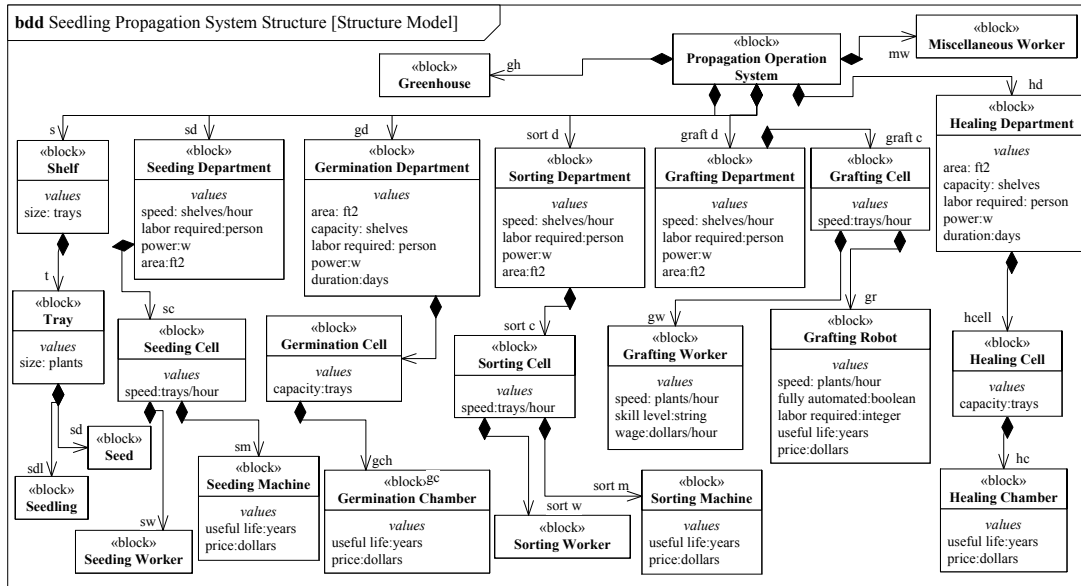 bdd Seedling Propagation System Structure [Structure Model]
«block»
Propagation Operation
System
«block»
Miscellaneous Worker
mw
«block»
Greenhouse
gh
hd
«block»
Healing Department
values
area: ft2
capacity: shelves
labor required: person
power:w
duration:days
s
«block»
Shelf
values
size: trays
sd
«block»
Seeding Department
values
speed: shelves/hour
labor required:person
power:w
area:ft2
gd
«block»
Germination Department
values
area: ft2
capacity: shelves
labor required: person
power:w
duration:days
sort d
«block»
Sorting Department
values
speed: shelves/hour
labor required:person
power:w
area:ft2
graft d
«block»
Grafting Department
values
speed: shelves/hour
labor required:person
power:w
area:ft2
graft c
«block»
Grafting Cell
values
speed:trays/hour
t
«block»
Tray
values
size: plants
sc
«block»
Seeding Cell
values
speed:trays/hour
«block»
Germination Cell
values
capacity:trays
sort c
«block»
Sorting Cell
values
speed:trays/hour
gw
«block»
Grafting Worker
values
speed: plants/hour
skill level:string
wage:dollars/hour
gr
«block»
Grafting Robot
values
speed: plants/hour
fully automated:boolean
labor required:integer
useful life:years
price:dollars
hcell
«block»
Healing Cell
values
capacity:trays
sd
«block»
Seed
sdl
«block»
Seedling
sw
«block»
Seeding Worker
sm
«block»
Seeding Machine
values
useful life:years
price:dollars
gch
«block»
gc
Germination Chamber
values
useful life:years
price:dollars
sort w
«block»
Sorting Worker
sort m
«block»
Sorting Machine
values
useful life:years
price:dollars
hc
«block»
Healing Chamber
values
useful life:years
price:dollars